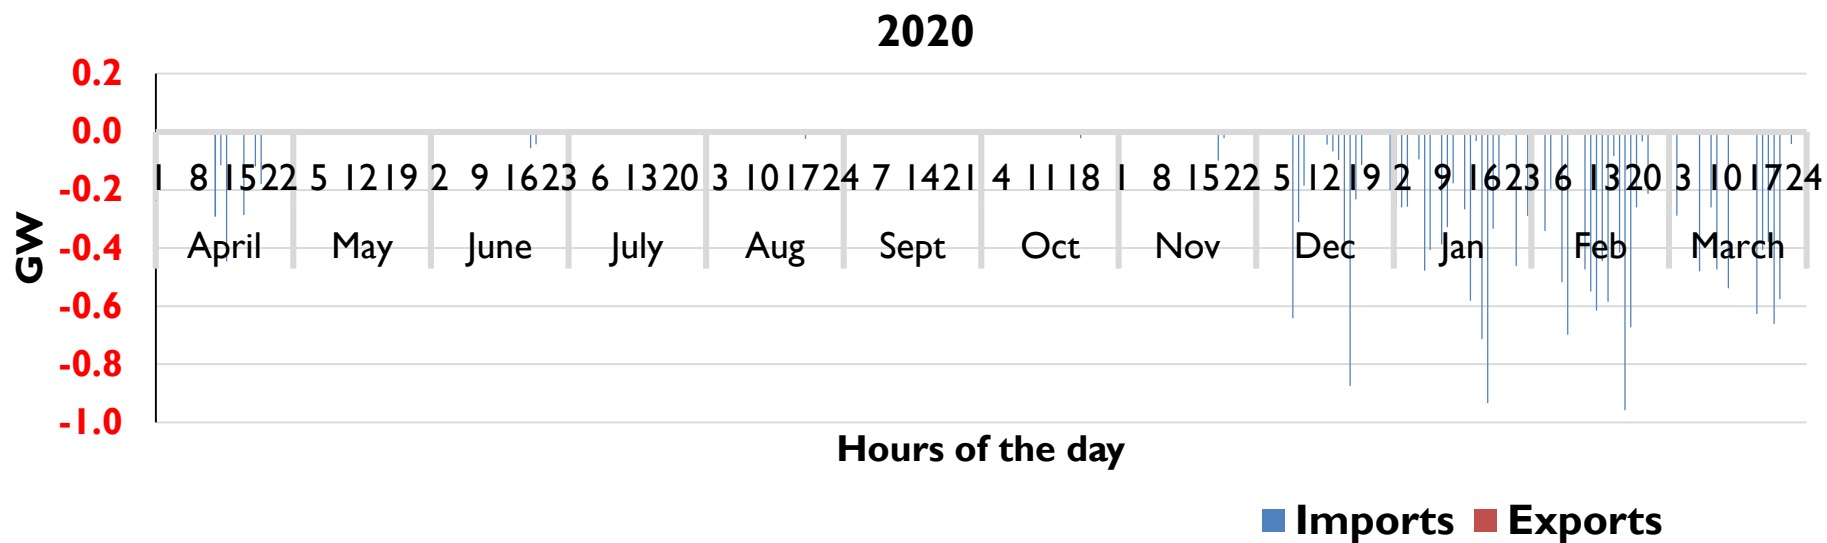 2020
0.2
0.0
-0.2
-0.4
-0.6
-0.8
-1.0
GW
1 8 15 22 5 12 19 2 9 16 23 6 13 20 3 10 17 24 7 14 21 4 11 18 1 8 15 22 5 12 19 2 9 16 23 6 13 20 3 10 17 24
April May June July Aug Sept Oct Nov Dec Jan Feb March
Hours of the day
Imports Exports